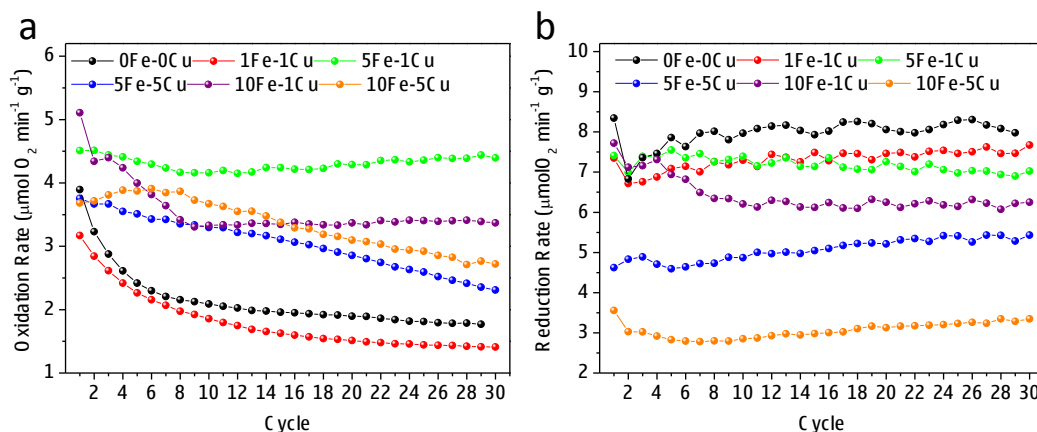 a
Oxidation Rate (μmol O2 min-1 g-1)
6
5
4
3
2
1
0Fe-0Cu 1Fe-1Cu 5Fe-1Cu
5Fe-5Cu 10Fe-1Cu 10Fe-5Cu
2 4 6 8 10 12 14 16 18 20 22 24 26 28 30
Cycle
b
Reduction Rate (μmolO2 min-1 g-1)
10
9
8
7
6
5
4
3
2
0Fe-0Cu 1Fe-1Cu 5Fe-1Cu
5Fe-5Cu 10Fe-1Cu 10Fe-5Cu
2 4 6 8 10 12 14 16 18 20 22 24 26 28 30
Cycle